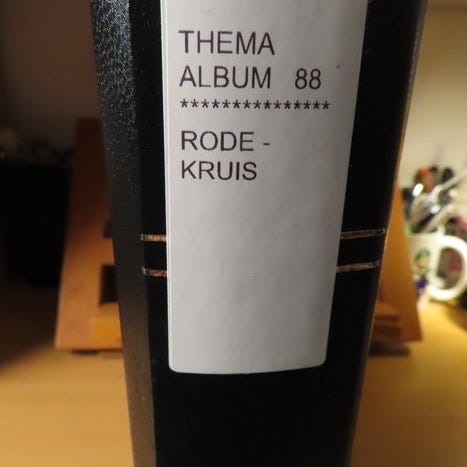 THEMA
ALBUM 88
***************
RODE -
KRUIS